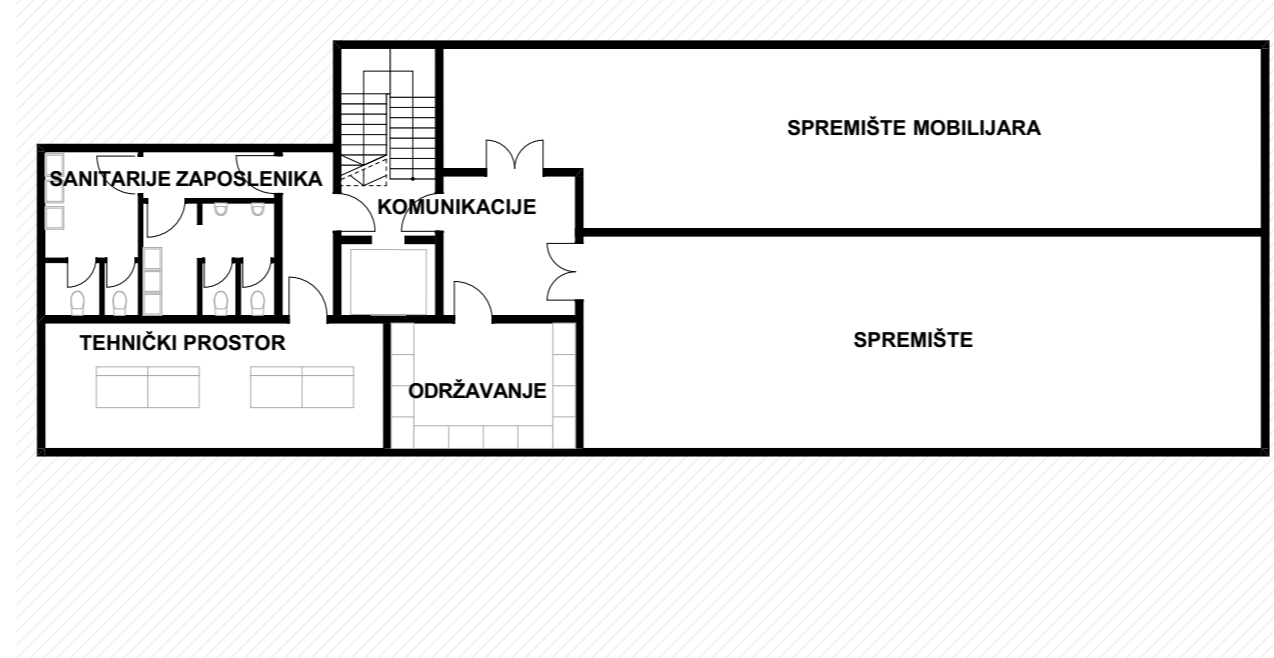 SPREMIŠTE MOBILIJARA
SANITARIJE ZAPOSLENIKA
KOMUNIKACIJE
TEHNIČKI PROSTOR
SPREMIŠTE
ODRŽAVANJE